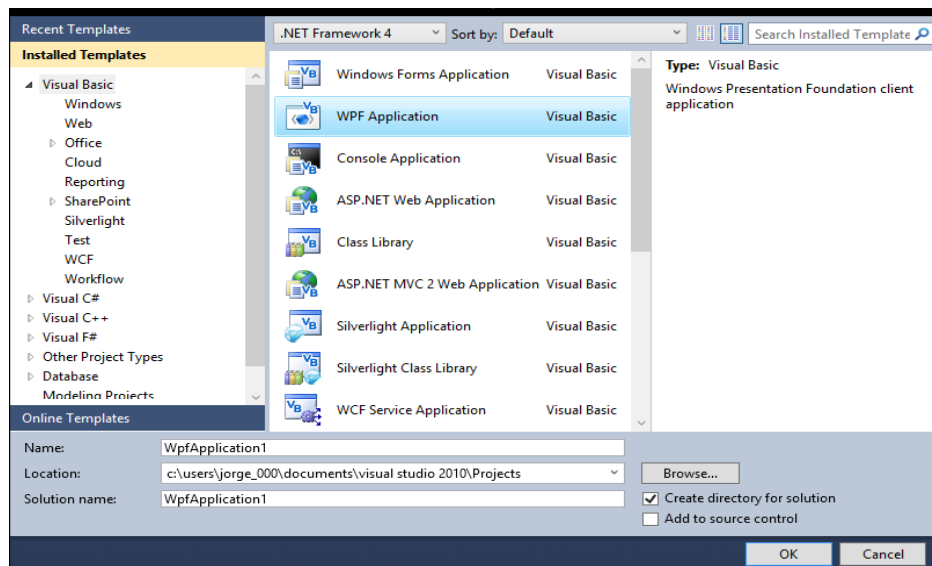 Recent Templates
Installed Templates
Visual Basic
Windows
Web
Office
Cloud
Reporting
SharePoint
Silverlight
Test
WCF
Workflow
Visual C#
Visual C++
Visual F#
Other Project Types
Database
Modeling Projects
Online Templates
.NET Framework 4 Sort by: Default Search Installed Template
Windows Forms Application Visual Basic
WPF Application Visual Basic
Console Application Visual Basic
ASP.NET Web Application Visual Basic
Class Library Visual Basic
ASP.NET MVC 2 Web Application Visual Basic
Silverlight Application Visual Basic
Silverlight Class Library Visual Basic
WCF Service Application Visual Basic
Type: Visual Basic
Windows Presentation Foundation client
application
Name: WpfApplication1
Location: c:\users\jorge_000\documents\visual studio 2010\Projects Browse...
Solution name: WpfApplication1
Create directory for solution
Add to source control
OK Cancel